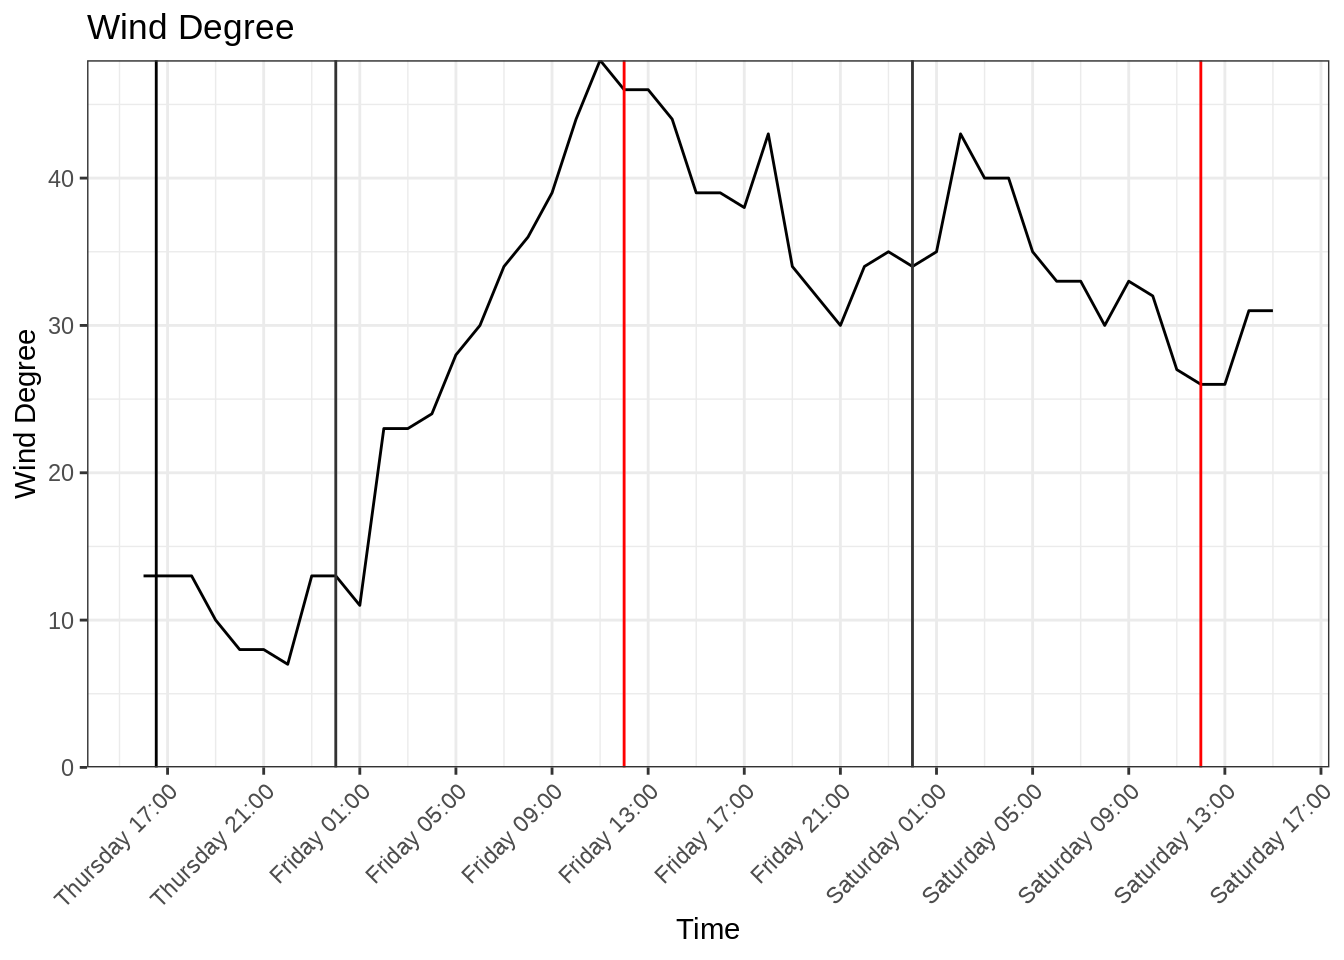 Wind Degree
Wind Degree
40
30
20
10
0
Thursday 17:00
Thursday 21:00
Friday 01:00
Friday 05:00
Friday 09:00
Friday 13:00
Friday 17:00
Friday 21:00
Saturday 01:00
Saturday 05:00
Saturday 09:00
Saturday 13:00
Saturday 17:00
Time